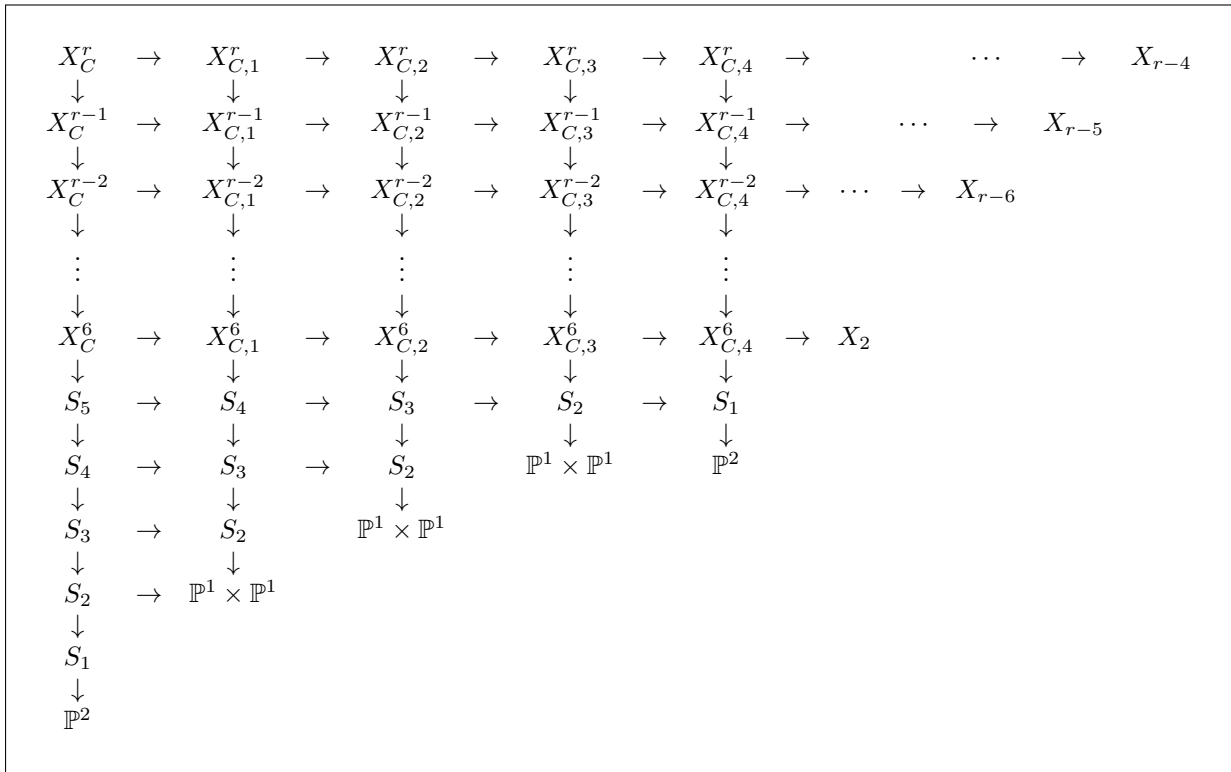 X_C^r → X_{C,1}^r → X_{C,2}^r → X_{C,3}^r → X_{C,4}^r → ⋯ → X_{r−4}
↓ ↓ ↓ ↓ ↓
X_C^{r−1} → X_{C,1}^{r−1} → X_{C,2}^{r−1} → X_{C,3}^{r−1} → X_{C,4}^{r−1} → ⋯ → X_{r−5}
↓ ↓ ↓ ↓ ↓
X_C^{r−2} → X_{C,1}^{r−2} → X_{C,2}^{r−2} → X_{C,3}^{r−2} → X_{C,4}^{r−2} → ⋯ → X_{r−6}
↓ ↓ ↓ ↓ ↓
⋮ ⋮ ⋮ ⋮ ⋮
↓ ↓ ↓ ↓ ↓
X_C^6 → X_{C,1}^6 → X_{C,2}^6 → X_{C,3}^6 → X_{C,4}^6 → X_2
↓ ↓ ↓ ↓ ↓
S_5 → S_4 → S_3 → S_2 → S_1
↓ ↓ ↓ ↓ ↓
S_4 → S_3 → S_2 ℙ^1 × ℙ^1 ℙ^2
↓ ↓ ↓
S_3 → S_2 ℙ^1 × ℙ^1
↓ ↓
S_2 → ℙ^1 × ℙ^1
↓
S_1
↓
ℙ^2